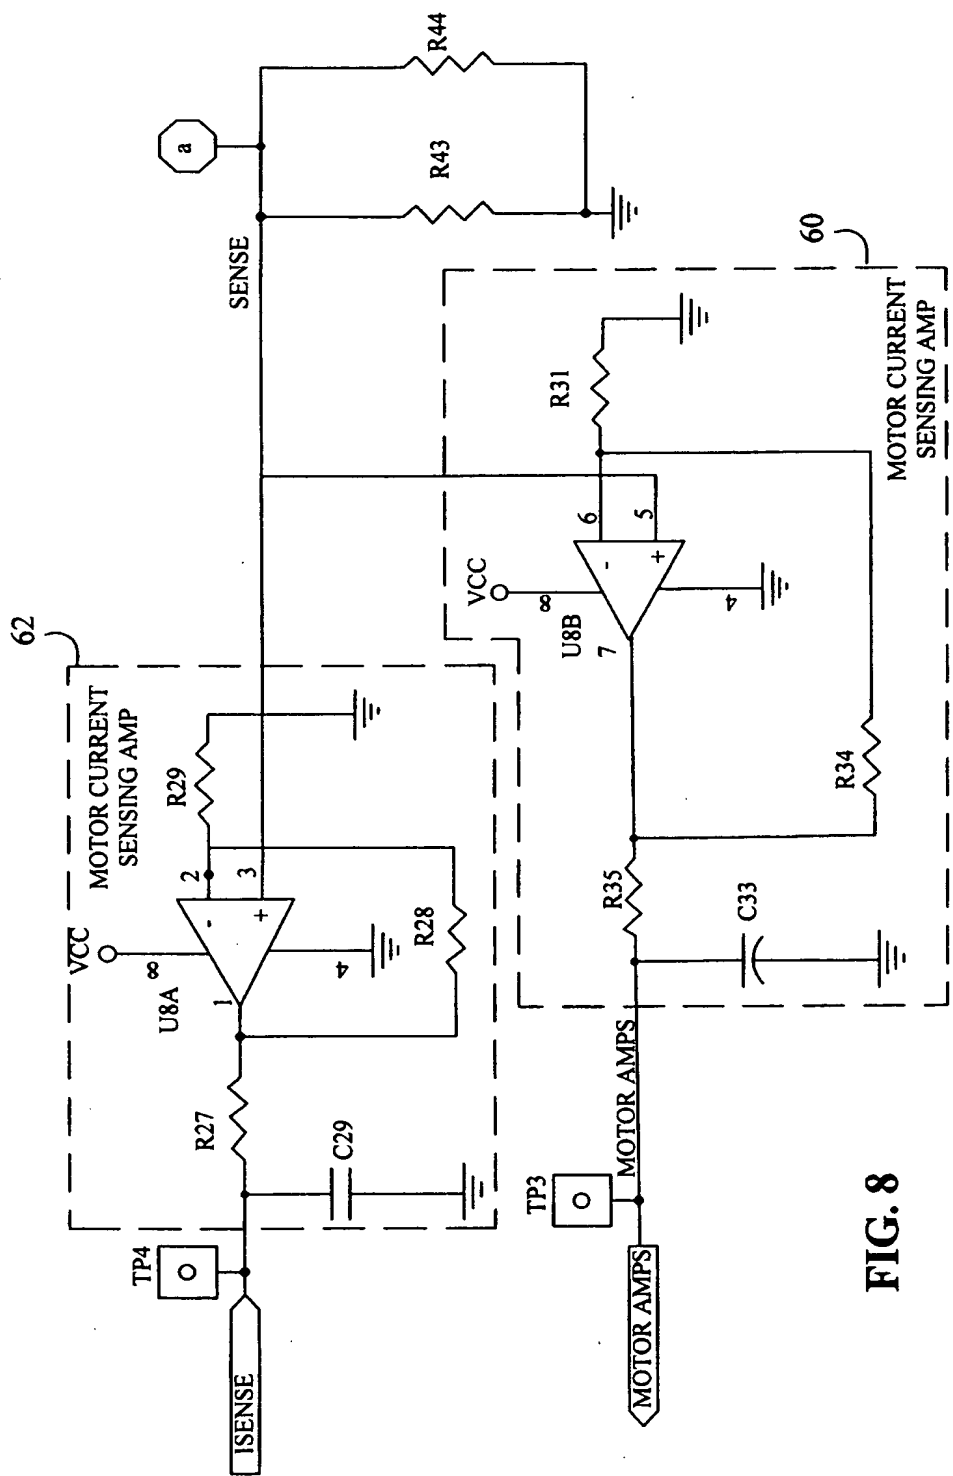 62
MOTOR CURRENT
SENSING AMP
VCC
8
U8A
1
2
3
-
+
4
R29
R28
R27
C29
TP4
ISENSE
SENSE
a
R43
R44
60
MOTOR CURRENT
SENSING AMP
VCC
8
U8B
7
6
5
-
+
4
R31
R34
R35
C33
MOTOR AMPS
TP3
MOTOR AMPS
FIG. 8